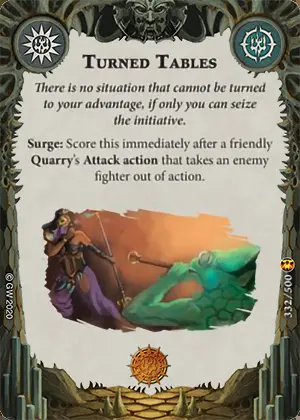 TURNED TABLES
There is no situation that cannot be turned
to your advantage, if only you can seize
the initiative.
Surge: Score this immediately after a friendly
Quarry's Attack action that takes an enemy
fighter out of action.
© GW 2020
332/500